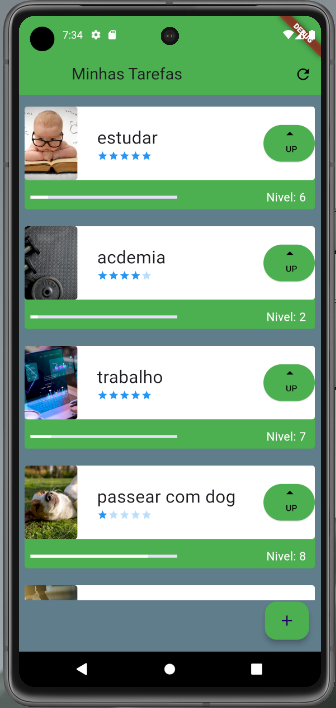 7:34
DEBUG
Minhas Tarefas
estudar
UP
Nivel: 6
acdemia
UP
Nivel: 2
trabalho
UP
Nivel: 7
passear com dog
UP
Nivel: 8
+